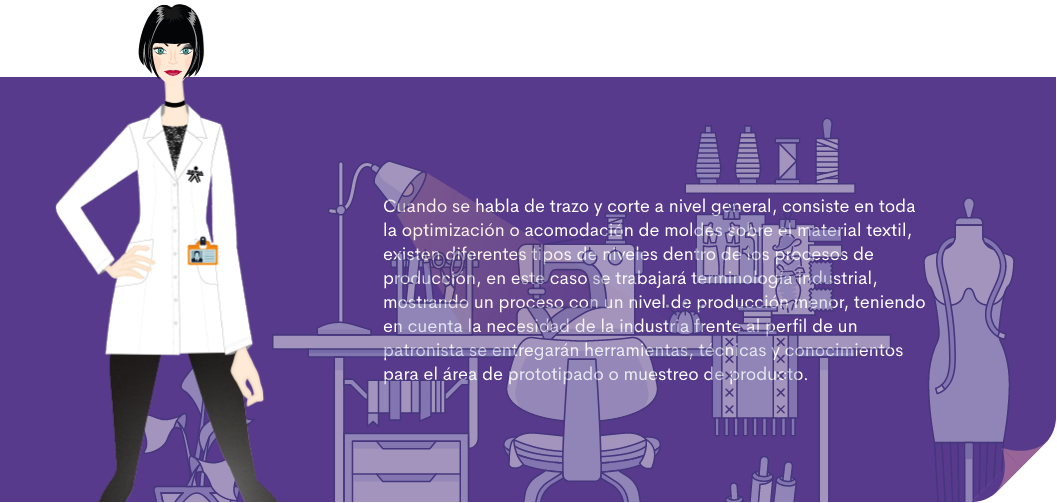 Cuando se habla de trazo y corte a nivel general, consiste en toda
la optimización o acomodación de moldes sobre el material textil,
existen diferentes tipos de niveles dentro de los procesos de
producción, en este caso se trabajará terminología industrial,
mostrando un proceso con un nivel de producción menor, teniendo
en cuenta la necesidad de la industria frente al perfil de un
patronista se entregarán herramientas, técnicas y conocimientos
para el área de prototipado o muestreo de producto.